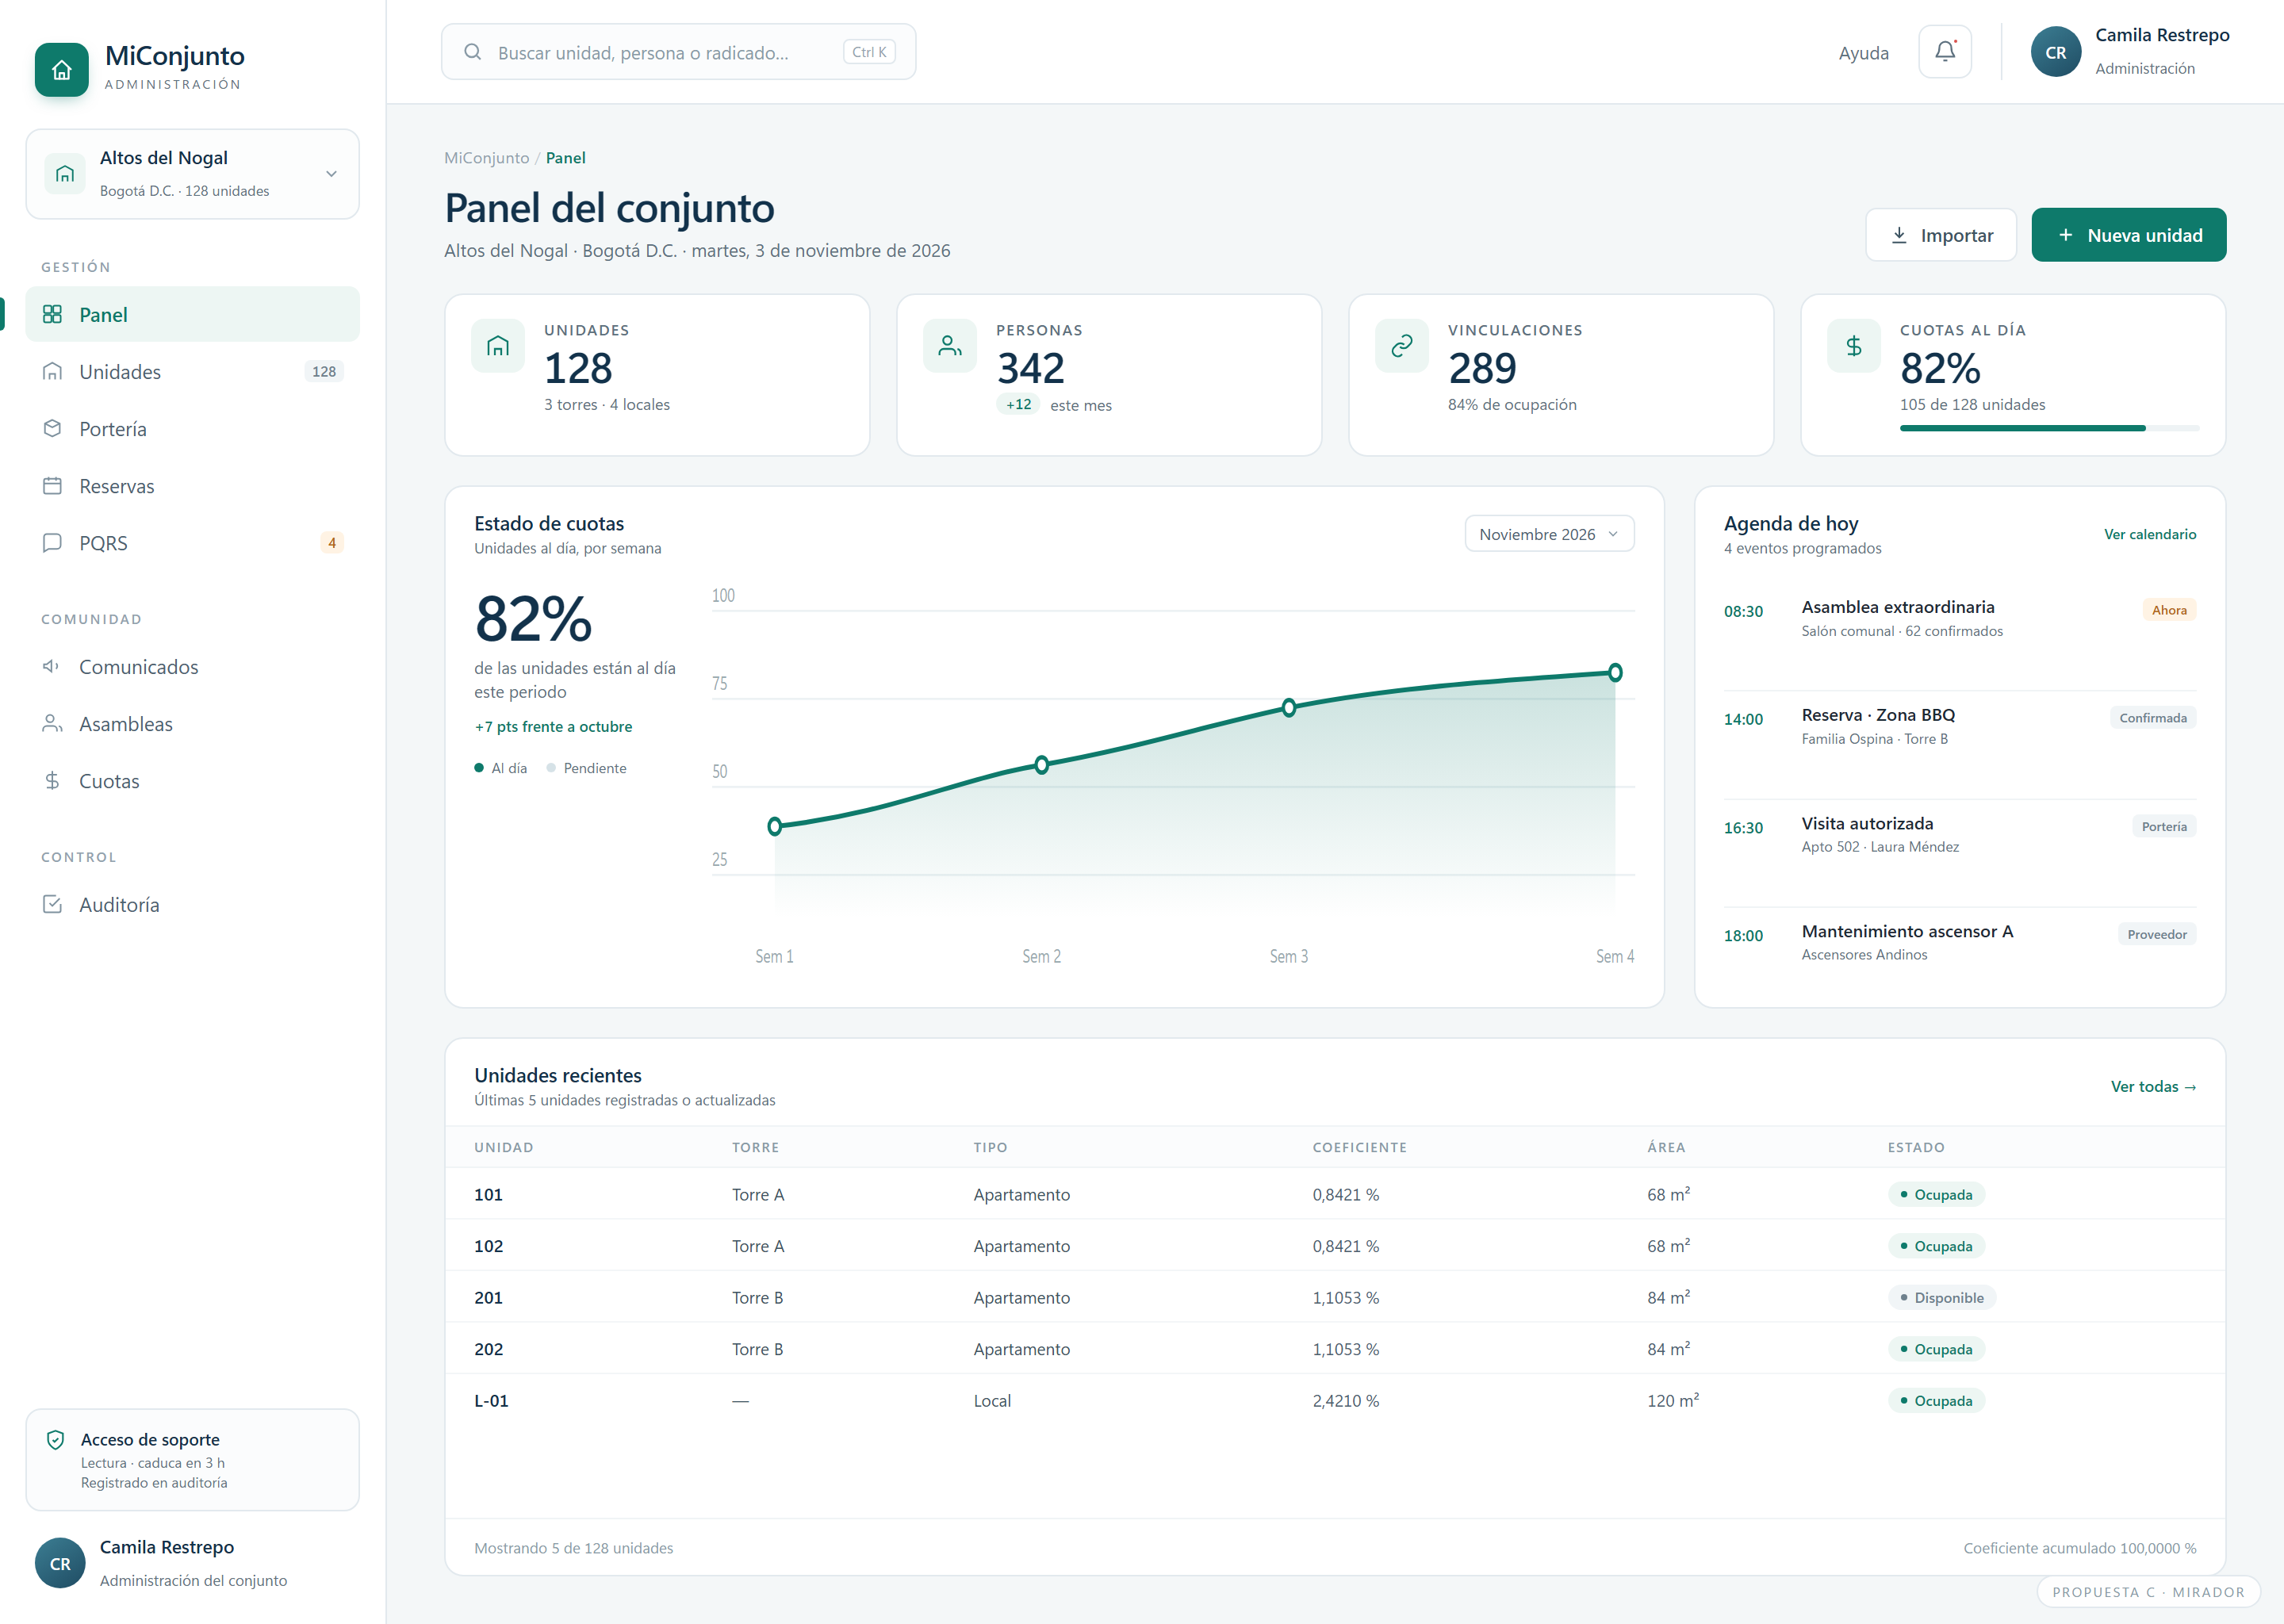 MiConjunto
ADMINISTRACIÓN
Altos del Nogal
Bogotá D.C. · 128 unidades
GESTIÓN
Panel
Unidades 128
Portería
Reservas
PQRS 4
COMUNIDAD
Comunicados
Asambleas
Cuotas
CONTROL
Auditoría
Acceso de soporte
Lectura · caduca en 3 h
Registrado en auditoría
CR
Camila Restrepo
Administración del conjunto
Buscar unidad, persona o radicado... Ctrl K
Ayuda
CR
Camila Restrepo
Administración
MiConjunto / Panel
Panel del conjunto
Altos del Nogal · Bogotá D.C. · martes, 3 de noviembre de 2026
Importar
+ Nueva unidad
UNIDADES
128
3 torres · 4 locales
PERSONAS
342
+12 este mes
VINCULACIONES
289
84% de ocupación
CUOTAS AL DÍA
82%
105 de 128 unidades
Estado de cuotas
Unidades al día, por semana
Noviembre 2026
82%
de las unidades están al día
este periodo
+7 pts frente a octubre
Al día Pendiente
100
75
50
25
Sem 1 Sem 2 Sem 3 Sem 4
Agenda de hoy
4 eventos programados
Ver calendario
08:30 Asamblea extraordinaria Ahora
Salón comunal · 62 confirmados
14:00 Reserva · Zona BBQ Confirmada
Familia Ospina · Torre B
16:30 Visita autorizada Portería
Apto 502 · Laura Méndez
18:00 Mantenimiento ascensor A Proveedor
Ascensores Andinos
Unidades recientes
Últimas 5 unidades registradas o actualizadas
Ver todas →
UNIDAD TORRE TIPO COEFICIENTE ÁREA ESTADO
101 Torre A Apartamento 0,8421 % 68 m² Ocupada
102 Torre A Apartamento 0,8421 % 68 m² Ocupada
201 Torre B Apartamento 1,1053 % 84 m² Disponible
202 Torre B Apartamento 1,1053 % 84 m² Ocupada
L-01 — Local 2,4210 % 120 m² Ocupada
Mostrando 5 de 128 unidades
Coeficiente acumulado 100,0000 %
PROPUESTA C · MIRADOR